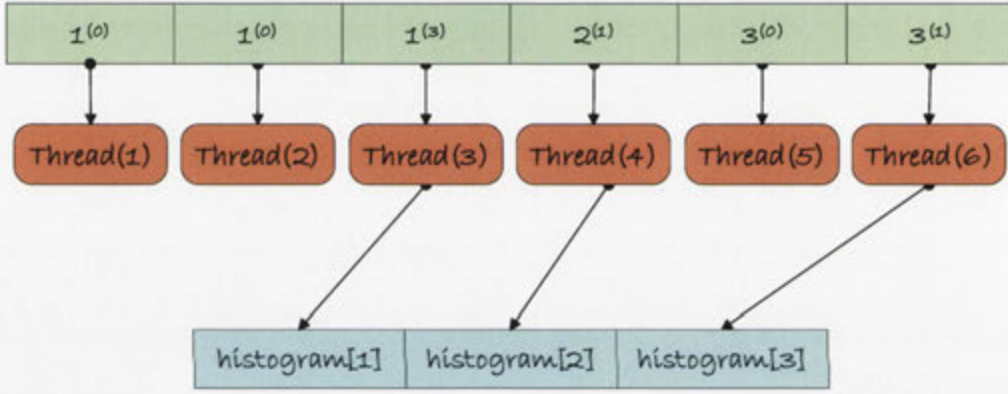 1⁽⁰⁾ 1⁽⁰⁾ 1⁽³⁾ 2⁽¹⁾ 3⁽⁰⁾ 3⁽¹⁾
Thread(1) Thread(2) Thread(3) Thread(4) Thread(5) Thread(6)
histogram[1] histogram[2] histogram[3]